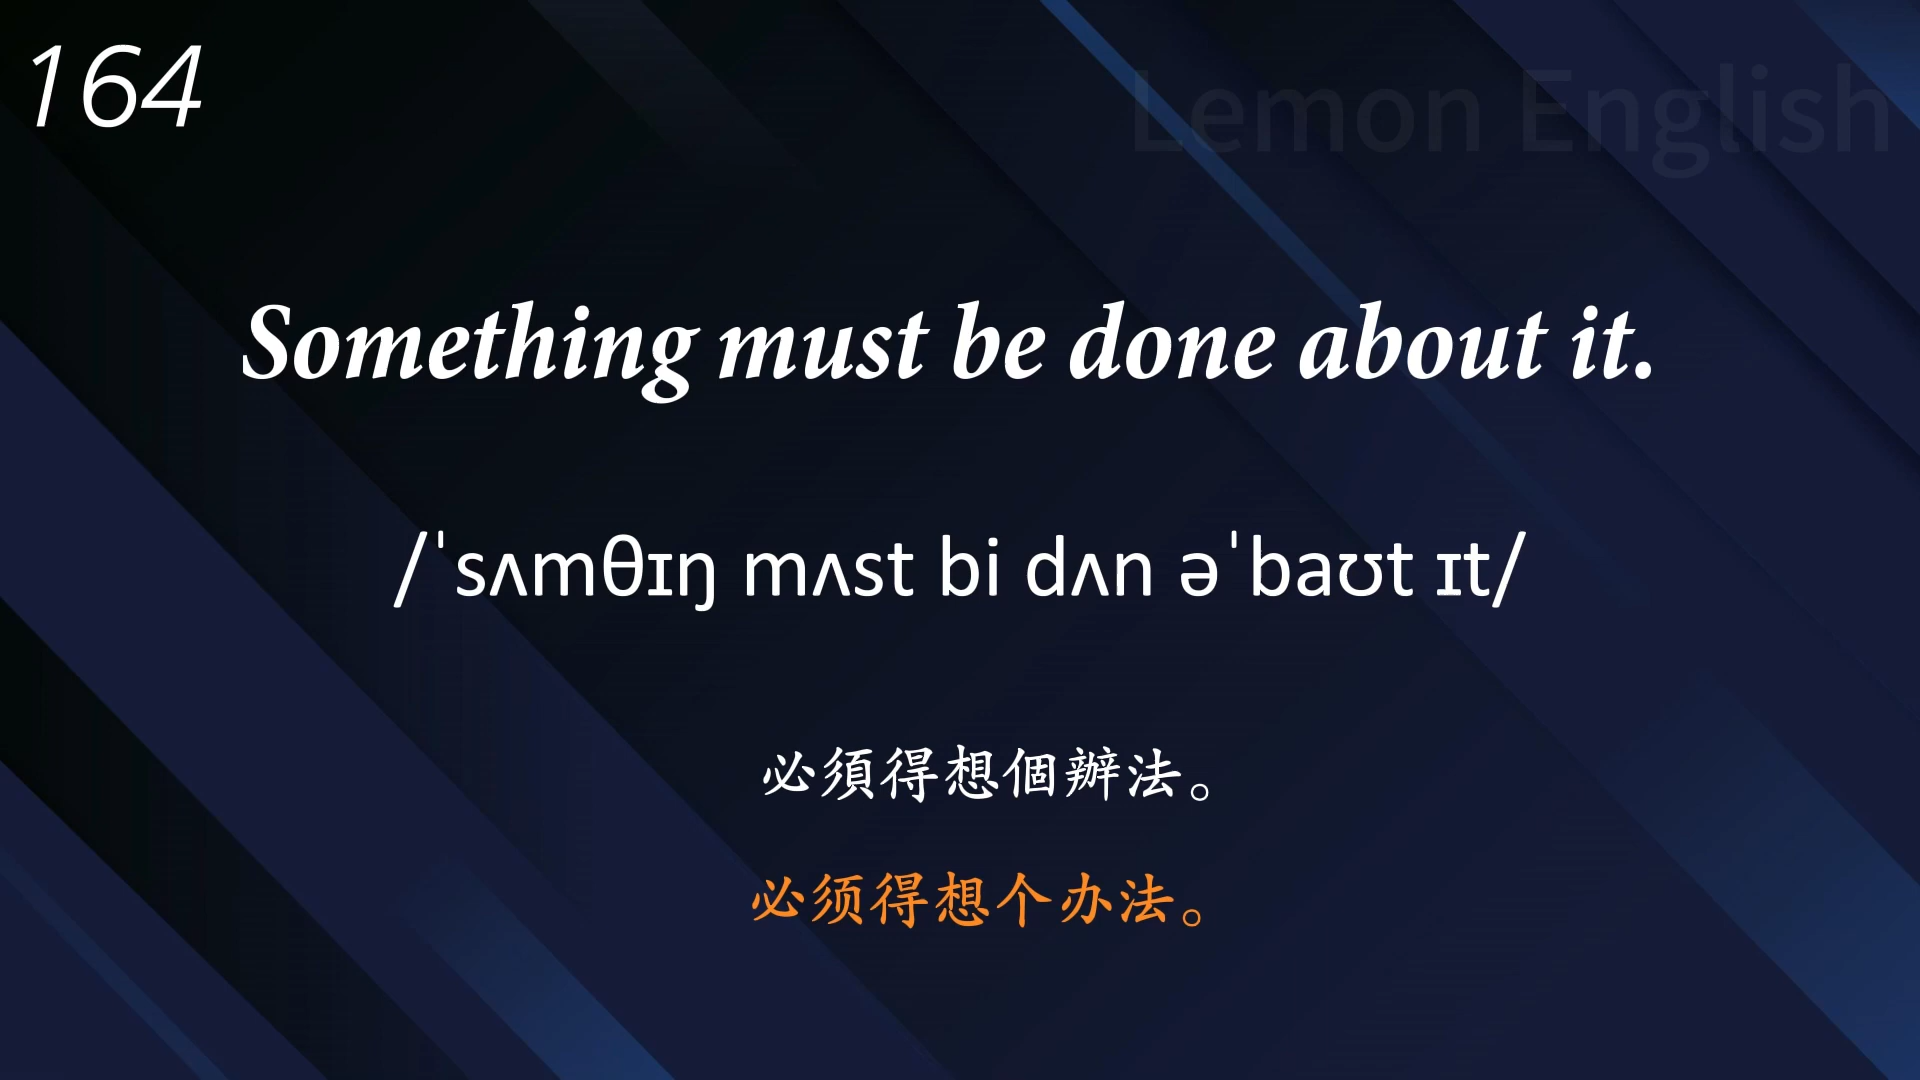 164
Lemon English
Something must be done about it.
/ˈsʌmθɪŋ mʌst bi dʌn əˈbaʊt ɪt/
必須得想個辦法。
必须得想个办法。